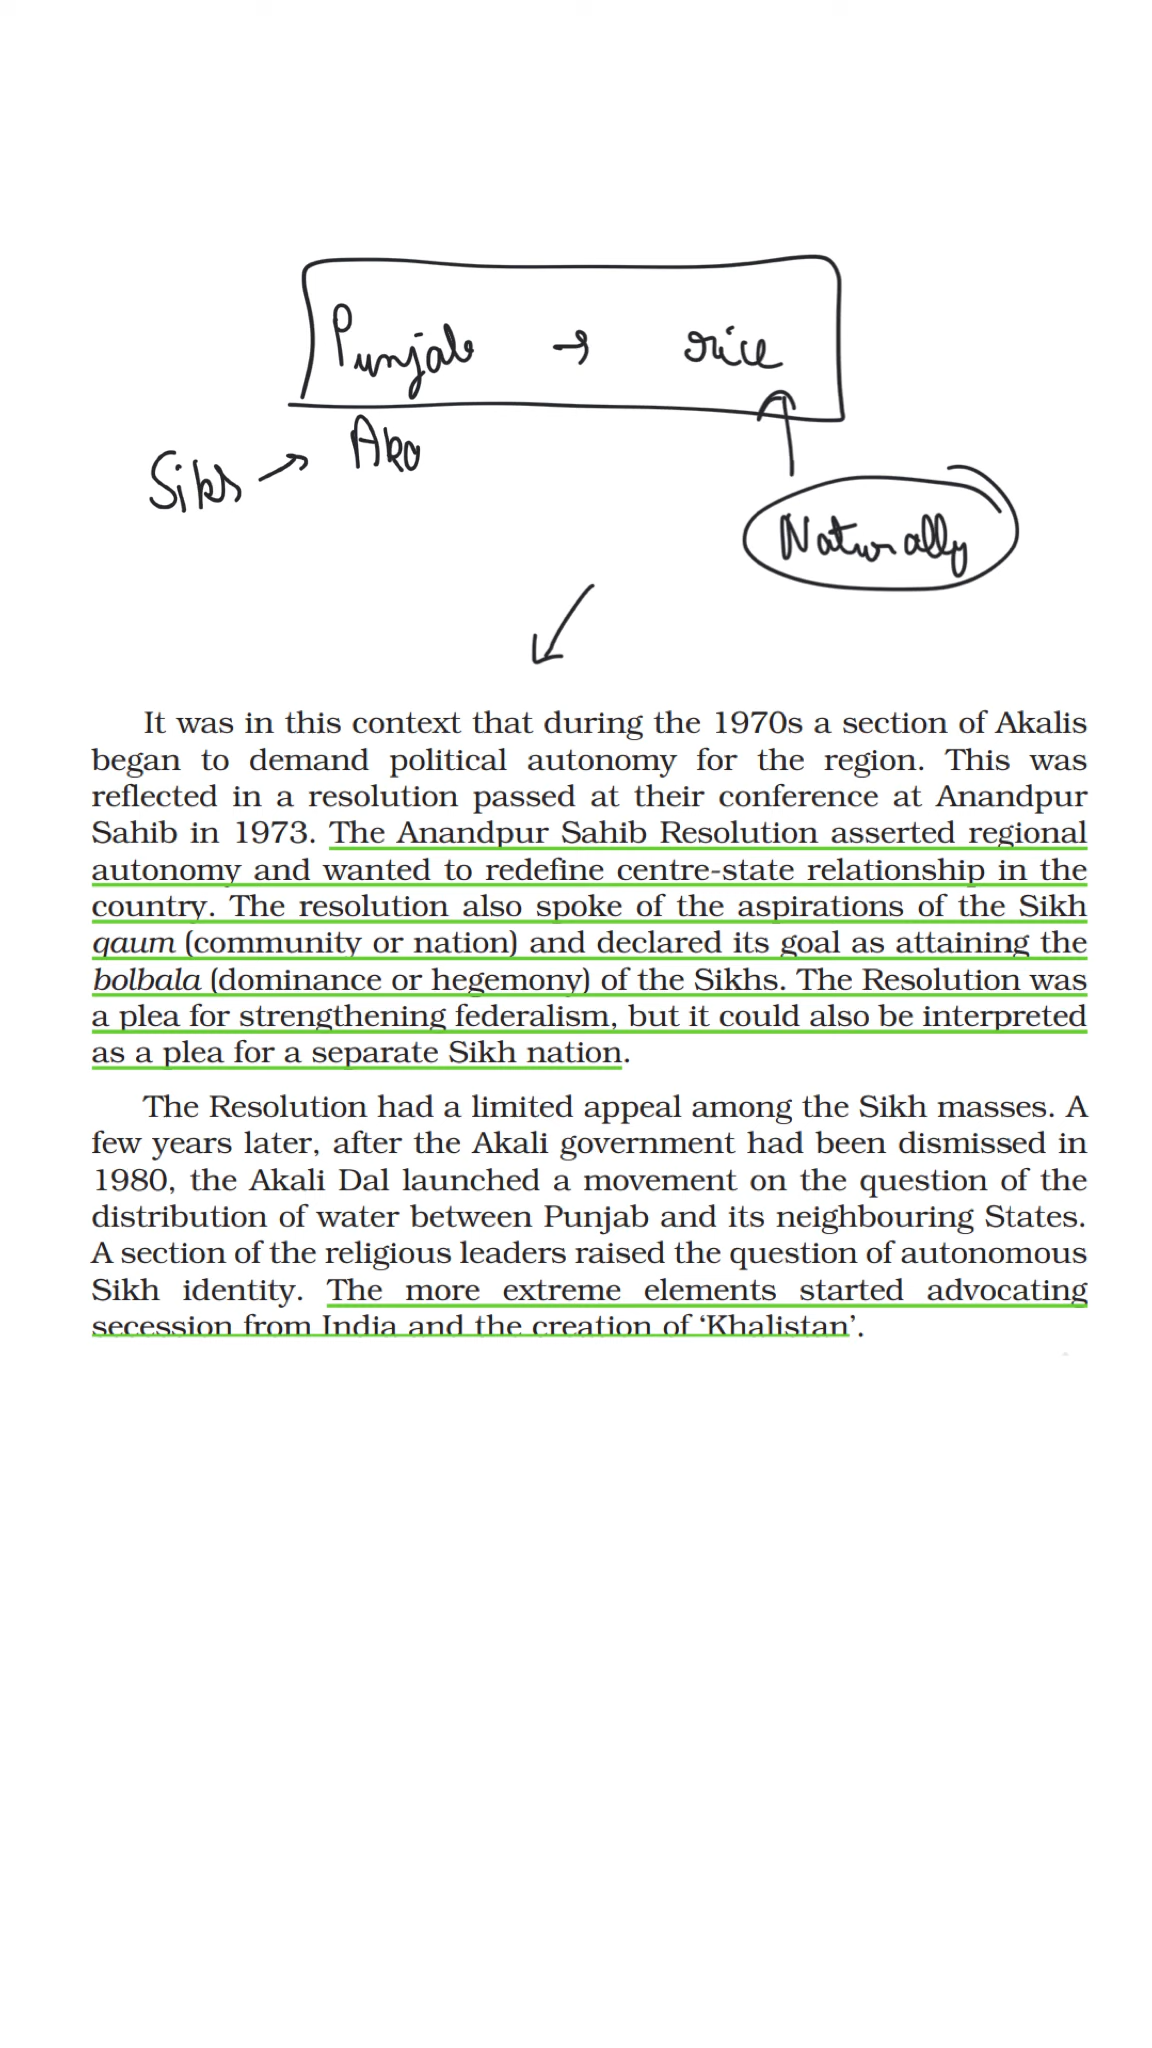 Punjab → rice
Siks → Aka
Naturally
It was in this context that during the 1970s a section of Akalis
began to demand political autonomy for the region. This was
reflected in a resolution passed at their conference at Anandpur
Sahib in 1973. The Anandpur Sahib Resolution asserted regional
autonomy and wanted to redefine centre-state relationship in the
country. The resolution also spoke of the aspirations of the Sikh
qaum (community or nation) and declared its goal as attaining the
bolbala (dominance or hegemony) of the Sikhs. The Resolution was
a plea for strengthening federalism, but it could also be interpreted
as a plea for a separate Sikh nation.
The Resolution had a limited appeal among the Sikh masses. A
few years later, after the Akali government had been dismissed in
1980, the Akali Dal launched a movement on the question of the
distribution of water between Punjab and its neighbouring States.
A section of the religious leaders raised the question of autonomous
Sikh identity. The more extreme elements started advocating
secession from India and the creation of ‘Khalistan’.